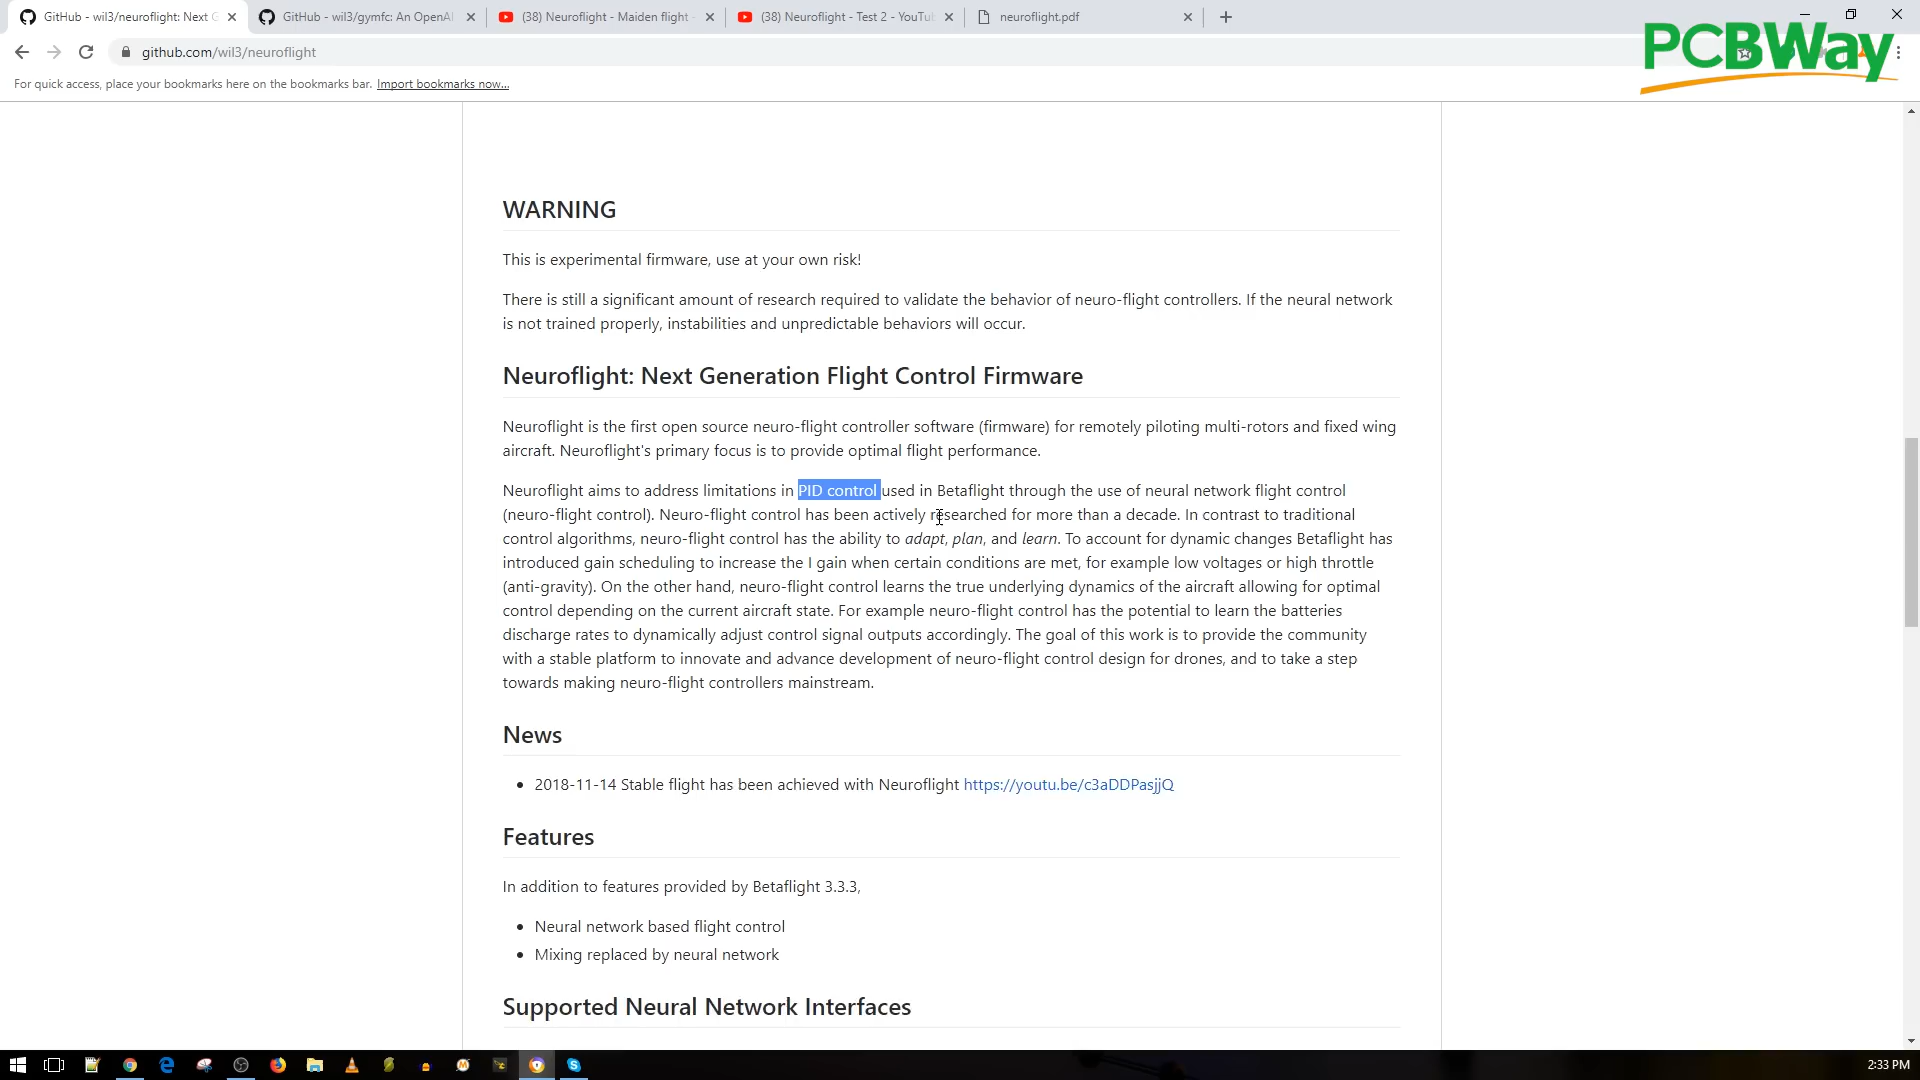 GitHub - wil3/neuroflight: Next G
GitHub - wil3/gymfc: An OpenAI
(38) Neuroflight - Maiden flight -
(38) Neuroflight - Test 2 - YouTu
neuroflight.pdf
github.com/wil3/neuroflight
PCBWay
For quick access, place your bookmarks here on the bookmarks bar. Import bookmarks now...
WARNING
This is experimental firmware, use at your own risk!
There is still a significant amount of research required to validate the behavior of neuro-flight controllers. If the neural network
is not trained properly, instabilities and unpredictable behaviors will occur.
Neuroflight: Next Generation Flight Control Firmware
Neuroflight is the first open source neuro-flight controller software (firmware) for remotely piloting multi-rotors and fixed wing
aircraft. Neuroflight's primary focus is to provide optimal flight performance.
Neuroflight aims to address limitations in PID control used in Betaflight through the use of neural network flight control
(neuro-flight control). Neuro-flight control has been actively researched for more than a decade. In contrast to traditional
control algorithms, neuro-flight control has the ability to adapt, plan, and learn. To account for dynamic changes Betaflight has
introduced gain scheduling to increase the I gain when certain conditions are met, for example low voltages or high throttle
(anti-gravity). On the other hand, neuro-flight control learns the true underlying dynamics of the aircraft allowing for optimal
control depending on the current aircraft state. For example neuro-flight control has the potential to learn the batteries
discharge rates to dynamically adjust control signal outputs accordingly. The goal of this work is to provide the community
with a stable platform to innovate and advance development of neuro-flight control design for drones, and to take a step
towards making neuro-flight controllers mainstream.
News
2018-11-14 Stable flight has been achieved with Neuroflight https://youtu.be/c3aDDPasjjQ
Features
In addition to features provided by Betaflight 3.3.3,
Neural network based flight control
Mixing replaced by neural network
Supported Neural Network Interfaces
2:33 PM